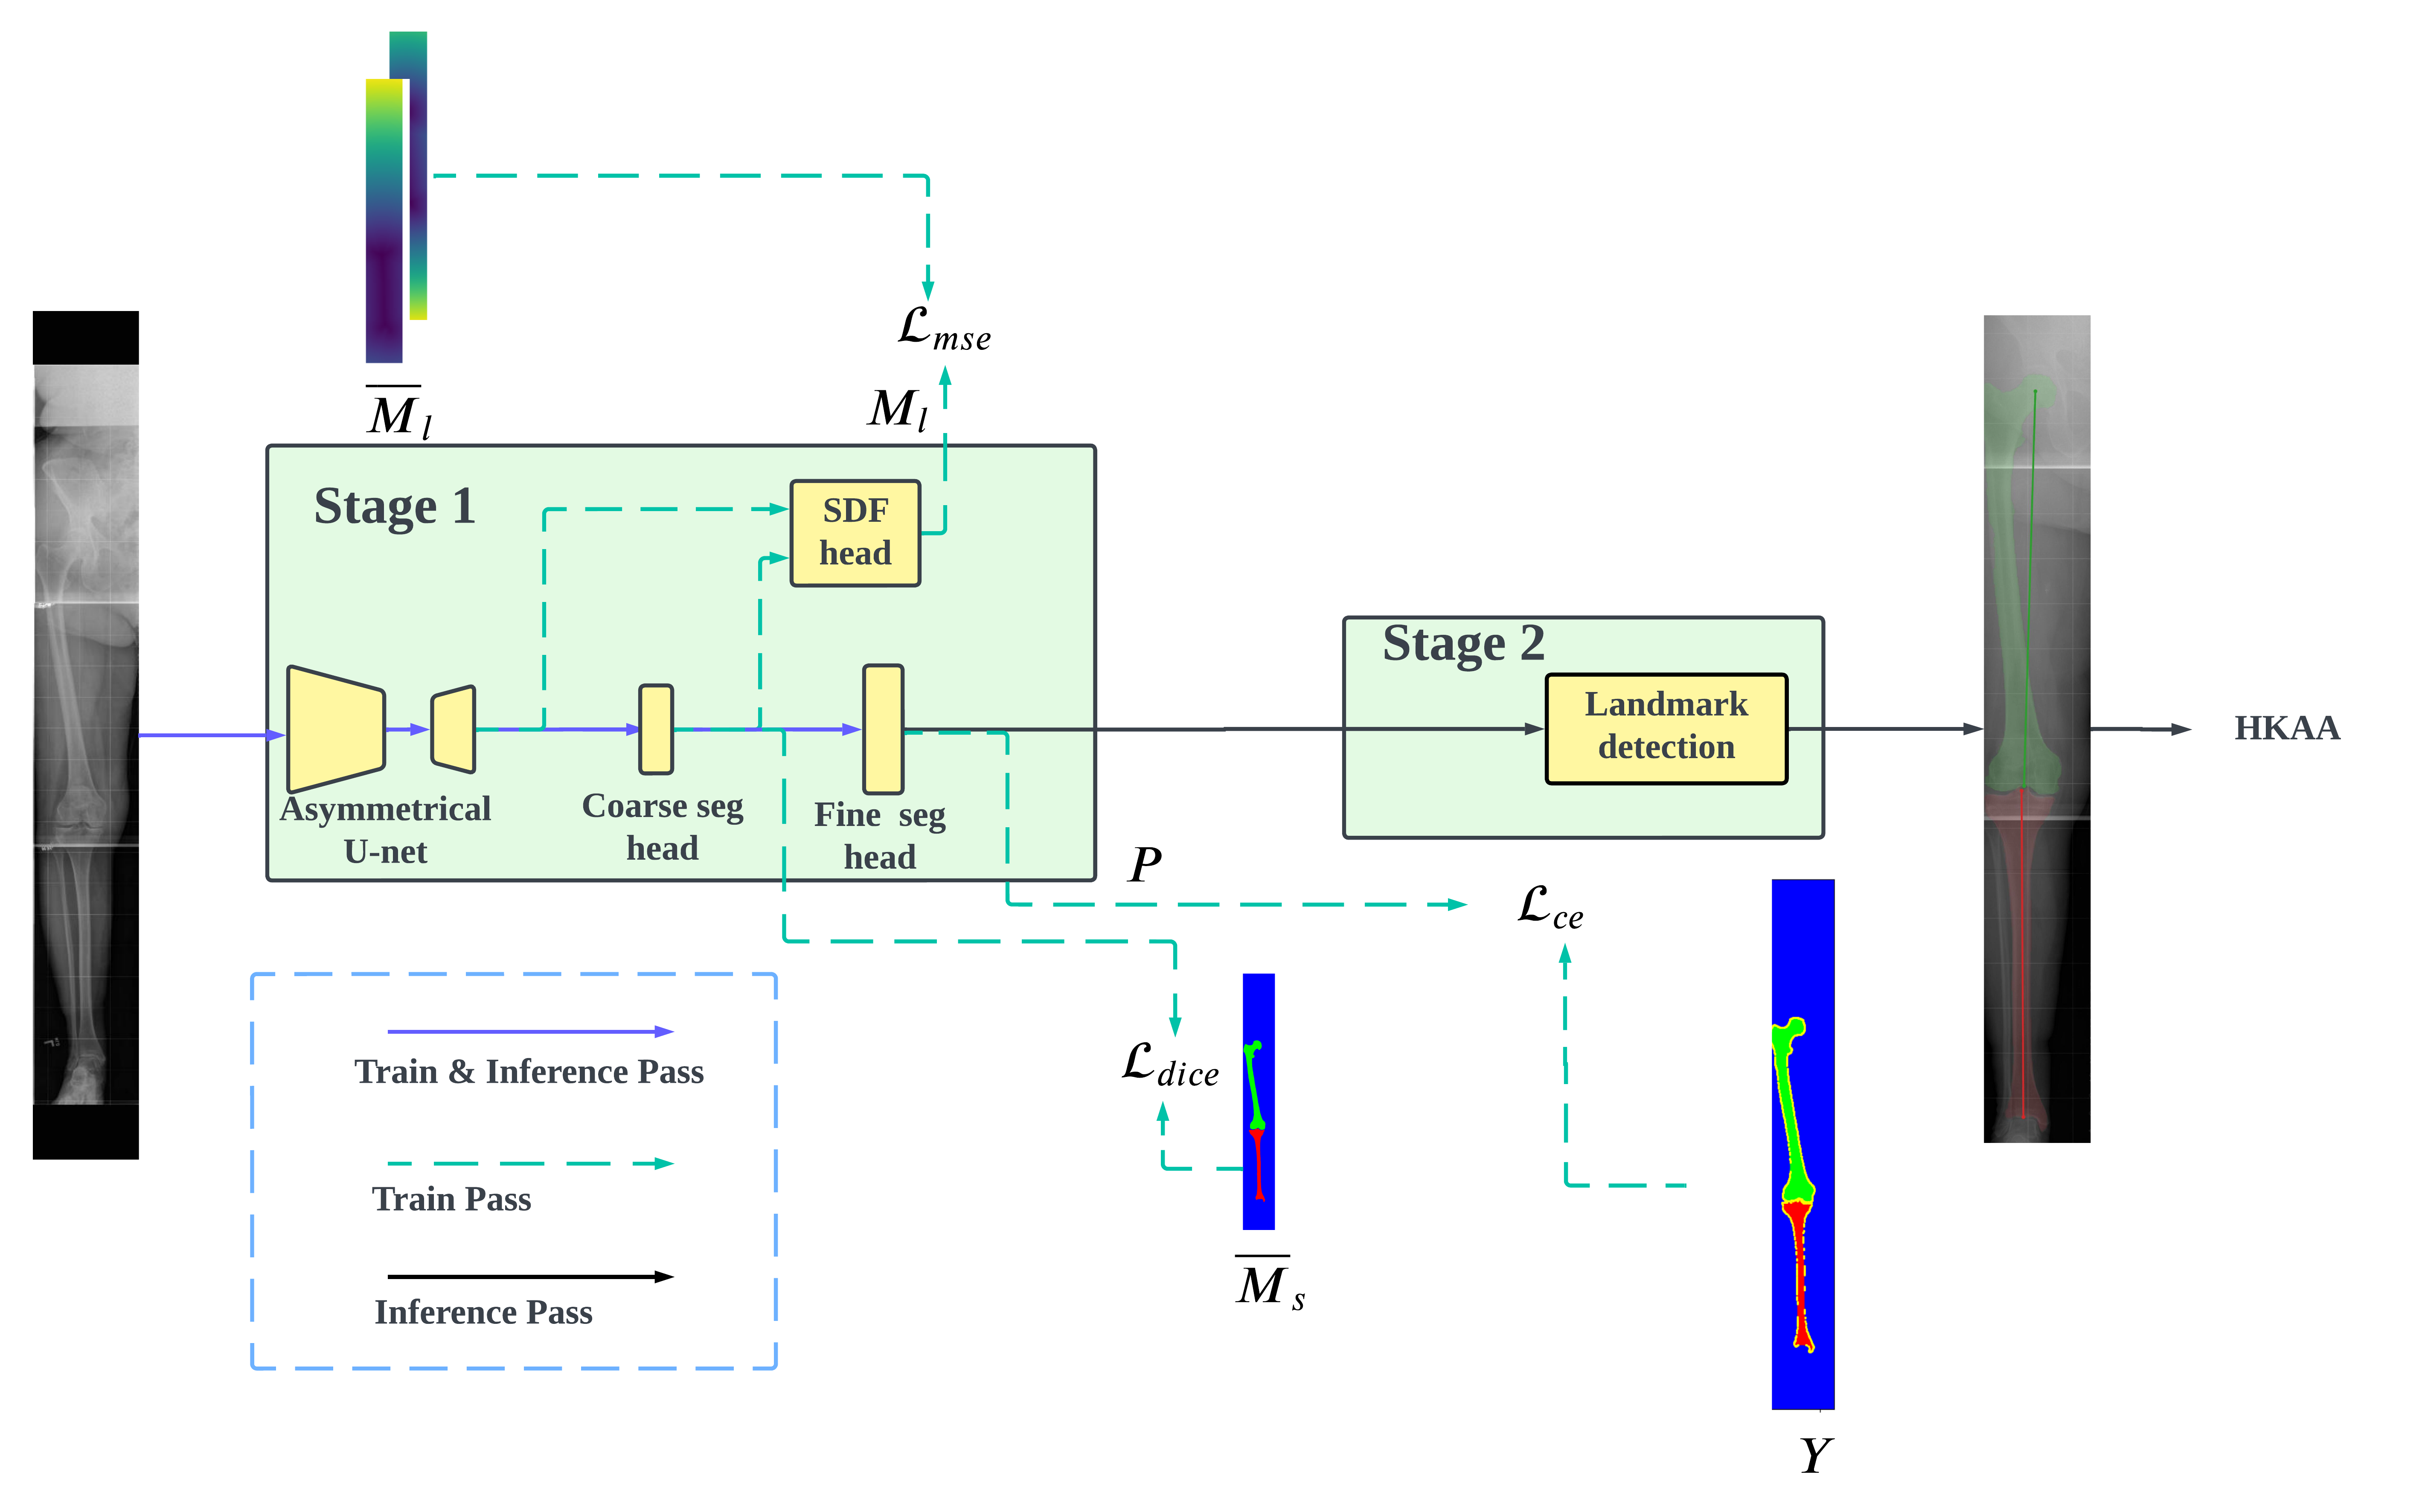 $\overline{M}_l$
$\mathcal{L}_{mse}$
$M_l$
Stage 1
SDF
head
Asymmetrical
U-net
Coarse seg
head
Fine seg
head
Stage 2
Landmark
detection
HKAA
$P$
$\mathcal{L}_{ce}$
$\mathcal{L}_{dice}$
$\overline{M}_s$
$Y$
Train & Inference Pass
Train Pass
Inference Pass